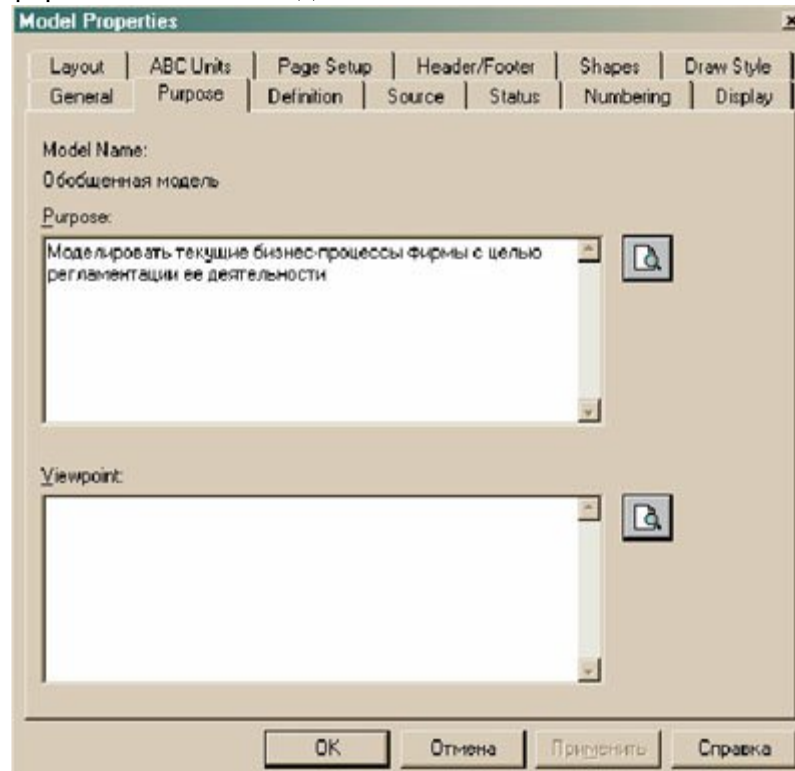 Model Properties
Layout ABC Units Page Setup Header/Footer Shapes Draw Style
General Purpose Definition Source Status Numbering Display
Model Name:
Обобщенная модель
Purpose:
Моделировать текущие бизнес-процессы фирмы с целью
регламентации ее деятельности
Viewpoint:
OK Отмена Применить Справка